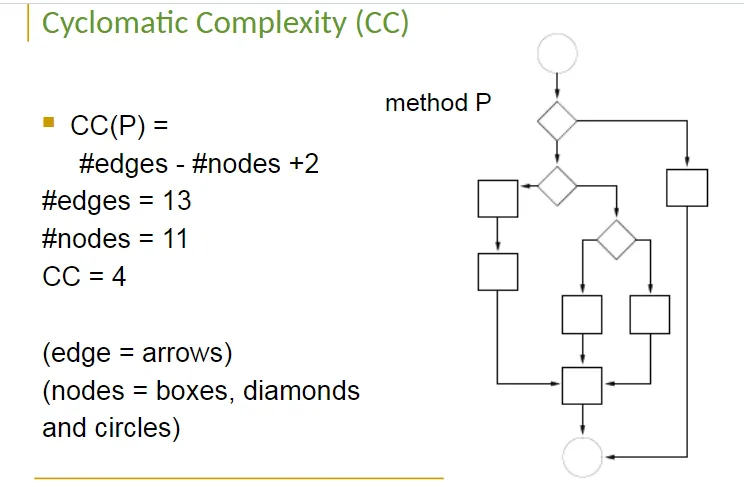 Cyclomatic Complexity (CC)
method P
CC(P) =
#edges - #nodes +2
#edges = 13
#nodes = 11
CC = 4
(edge = arrows)
(nodes = boxes, diamonds
and circles)